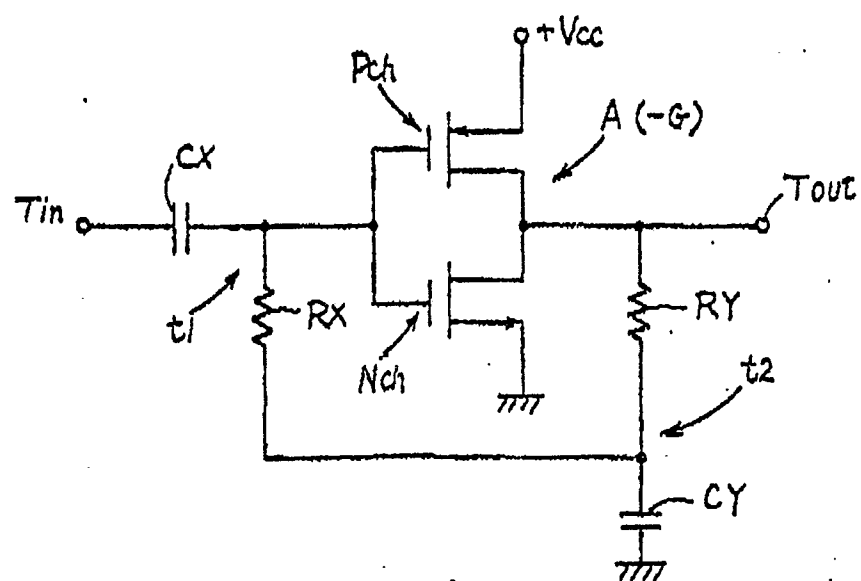 +Vcc
Pch
A (-G)
CX
Tin
Tout
t1
RX
RY
Nch
t2
CY